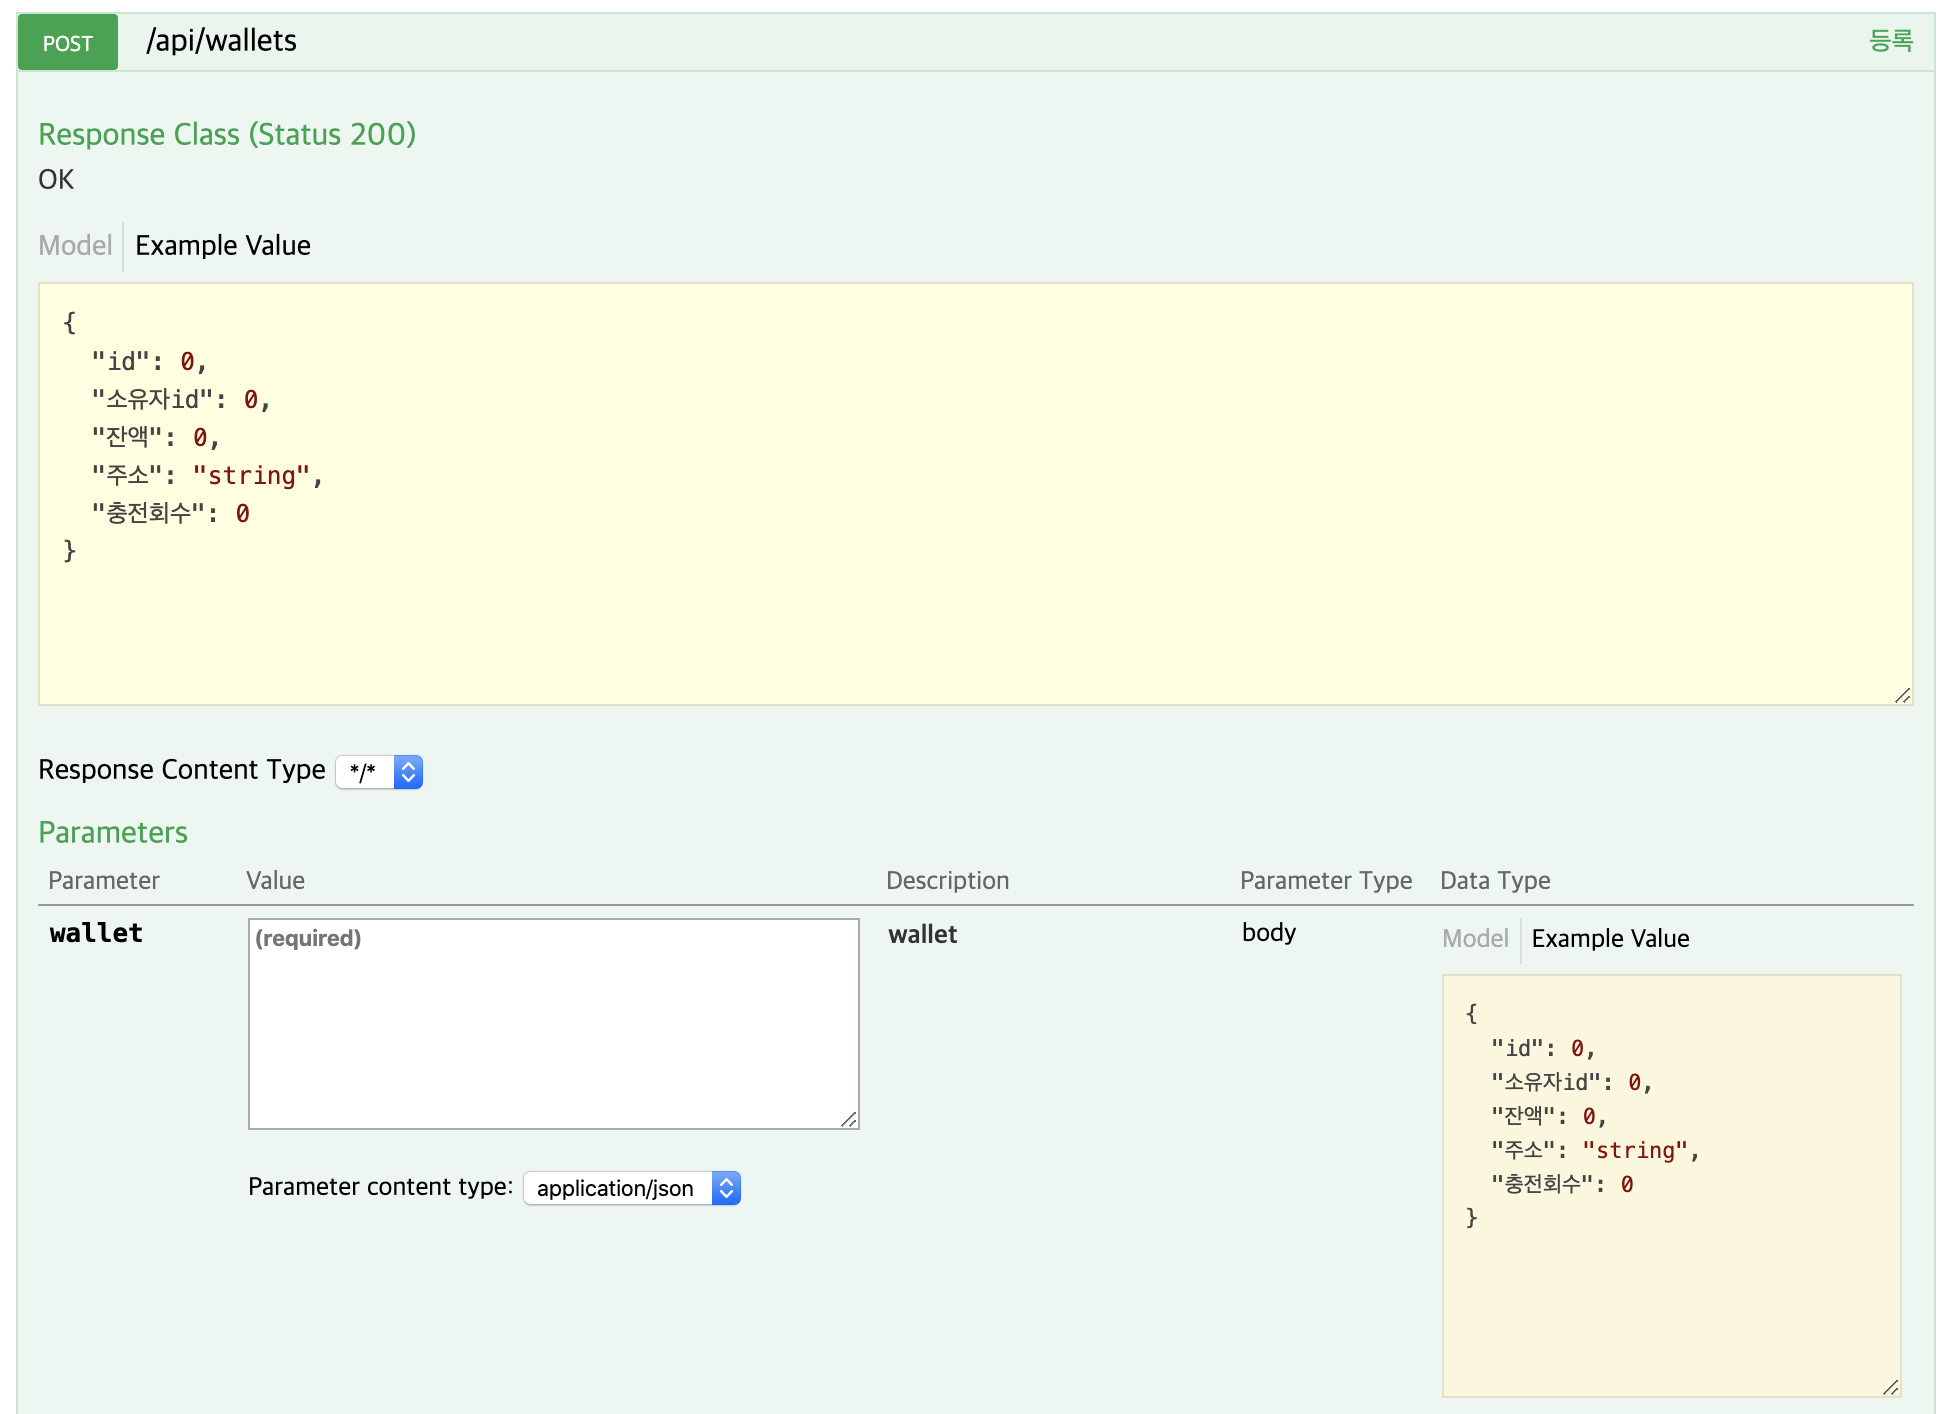 POST /api/wallets 등록
Response Class (Status 200)
OK
Model Example Value
{
"id": 0,
"소유자id": 0,
"잔액": 0,
"주소": "string",
"충전회수": 0
}
Response Content Type */*
Parameters
Parameter Value Description Parameter Type Data Type
wallet (required) wallet body Model Example Value
{
"id": 0,
"소유자id": 0,
"잔액": 0,
"주소": "string",
"충전회수": 0
}
Parameter content type: application/json